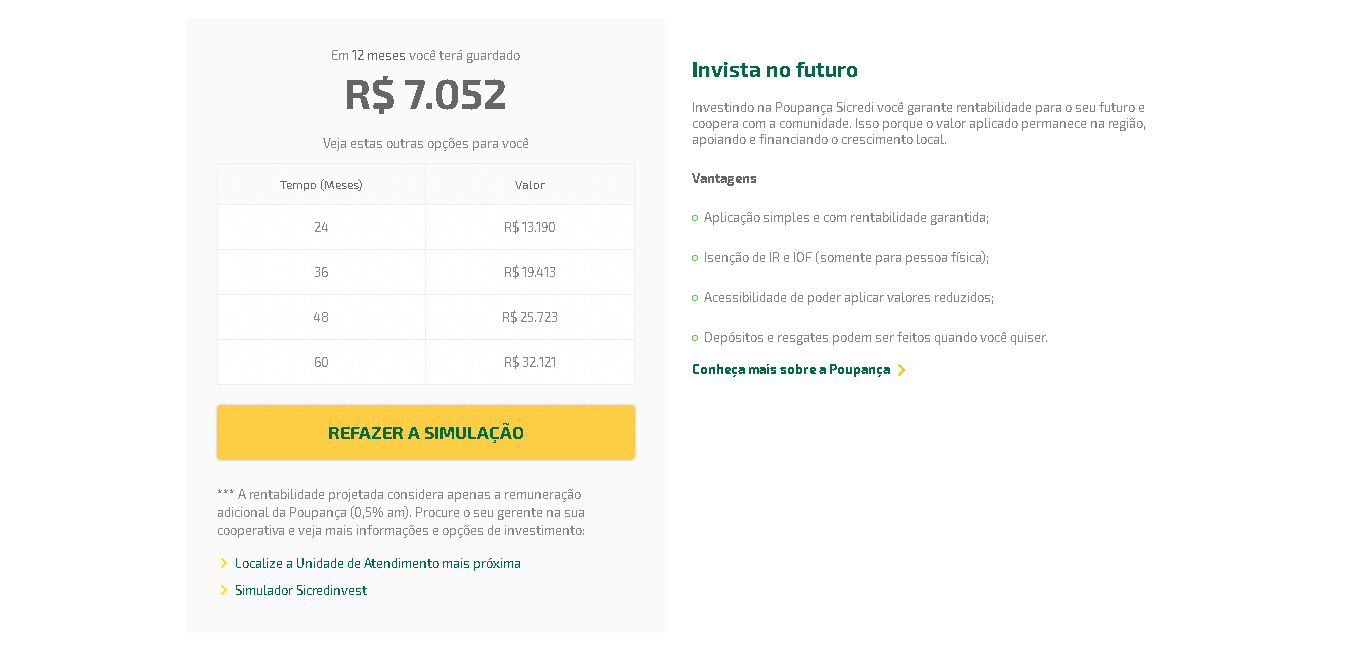 Em 12 meses você terá guardado
R$ 7.052
Veja estas outras opções para você
Tempo (Meses) Valor
24 R$ 13.190
36 R$ 19.413
48 R$ 25.723
60 R$ 32.121
REFAZER A SIMULAÇÃO
*** A rentabilidade projetada considera apenas a remuneração
adicional da Poupança (0,5% am). Procure o seu gerente na sua
cooperativa e veja mais informações e opções de investimento:
Localize a Unidade de Atendimento mais próxima
Simulador Sicredinvest
Invista no futuro
Investindo na Poupança Sicredi você garante rentabilidade para o seu futuro e
coopera com a comunidade. Isso porque o valor aplicado permanece na região,
apoiando e financiando o crescimento local.
Vantagens
Aplicação simples e com rentabilidade garantida;
Isenção de IR e IOF (somente para pessoa física);
Acessibilidade de poder aplicar valores reduzidos;
Depósitos e resgates podem ser feitos quando você quiser.
Conheça mais sobre a Poupança